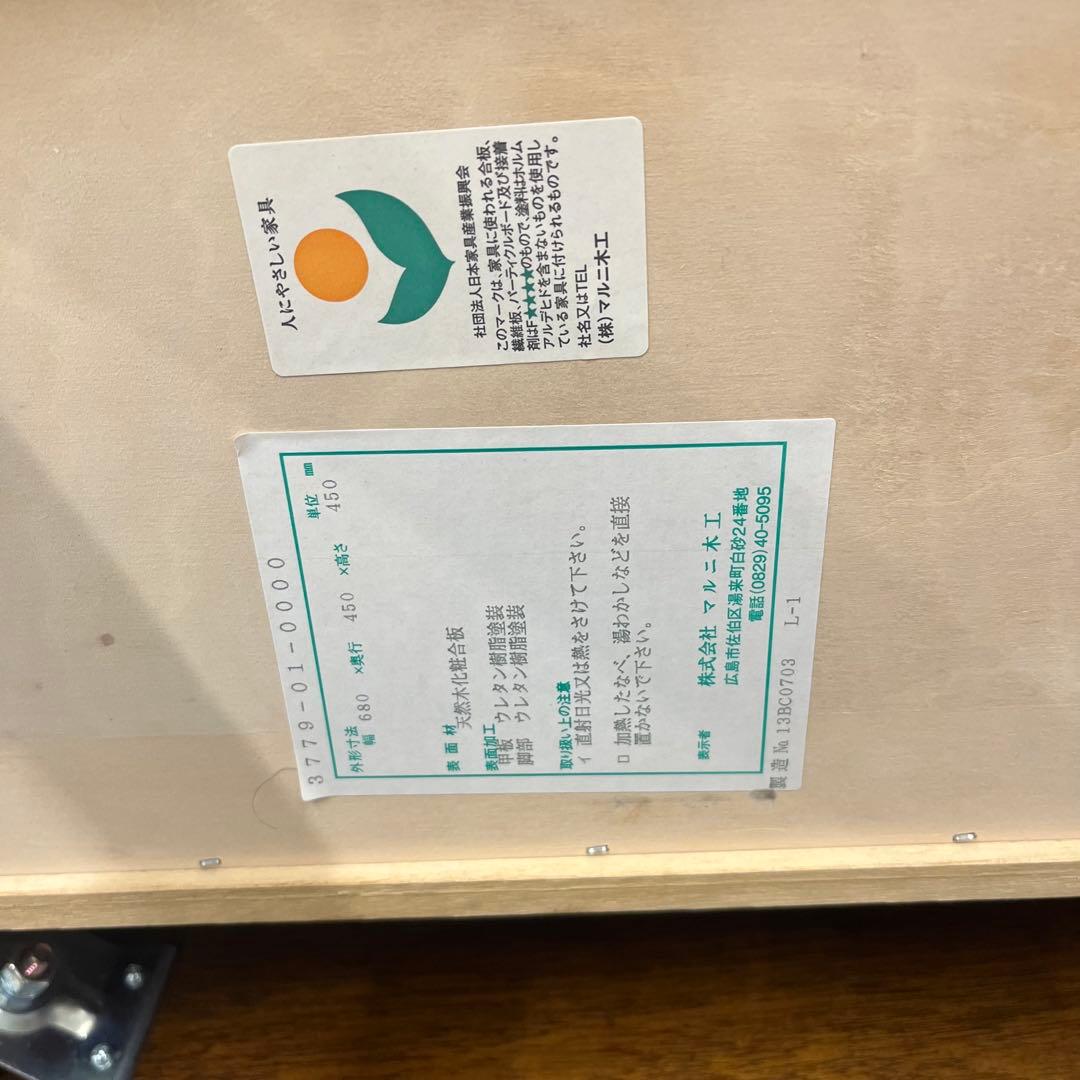 人にやさしい家具
社団法人日本家具産業振興会
このマークは、家具に使われる合板、
繊維板、パーティクルボード及び接着
剤はF★★★★のもので、塗料はホルム
アルデヒドを含まないものを使用し
ている家具に付けられるものです。
社名又はTEL
(株)マルニ木工
3779-01-0000
単位 mm
外形寸法
幅 680 ×奥行 450 ×高さ 450
表面材
天然木化粧合板
表面加工
甲板 ウレタン樹脂塗装
脚部 ウレタン樹脂塗装
取り扱い上の注意
イ 直射日光又は熱をさけて下さい。
ロ 加熱したなべ、湯わかしなどを直接
置かないで下さい。
表示者 株式会社 マルニ木工
広島市佐伯区湯来町白砂24番地
電話(0829)40-5095
製造 № 13BC0703 L-1